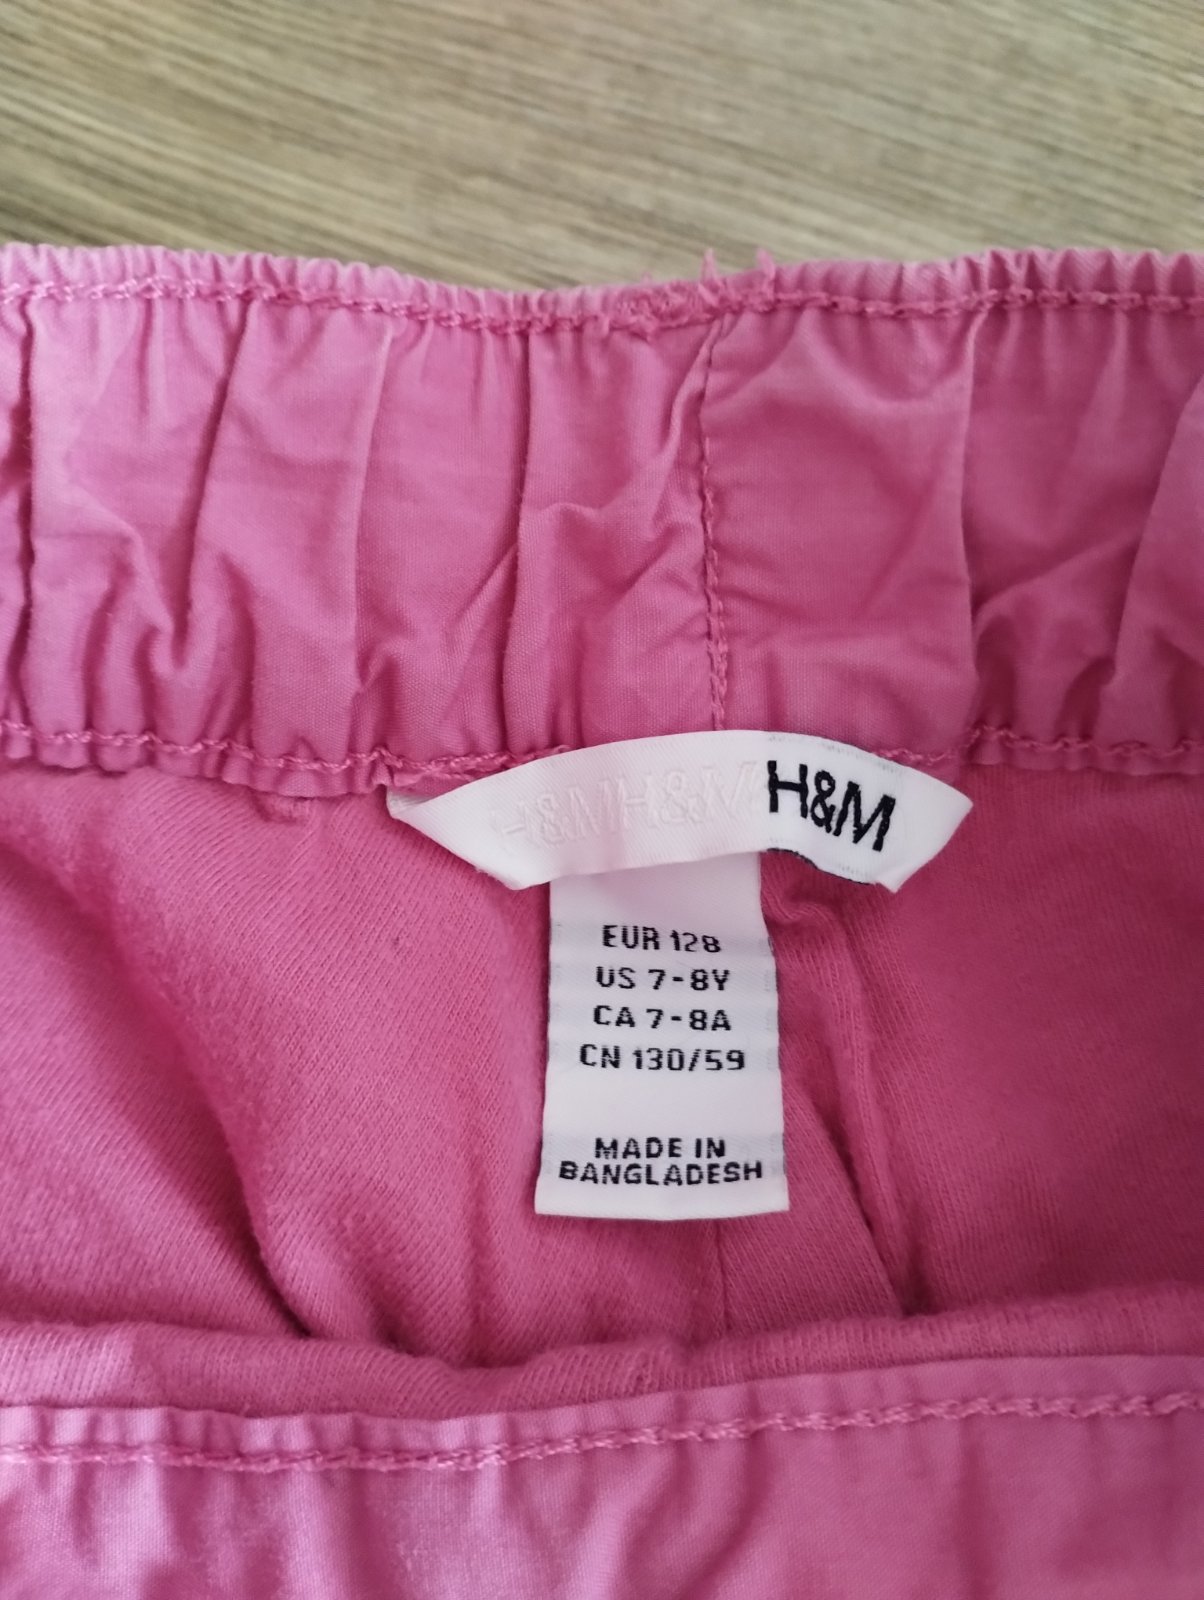 H&M
EUR 128
US 7-8Y
CA 7-8A
CN 130/59
MADE IN
BANGLADESH